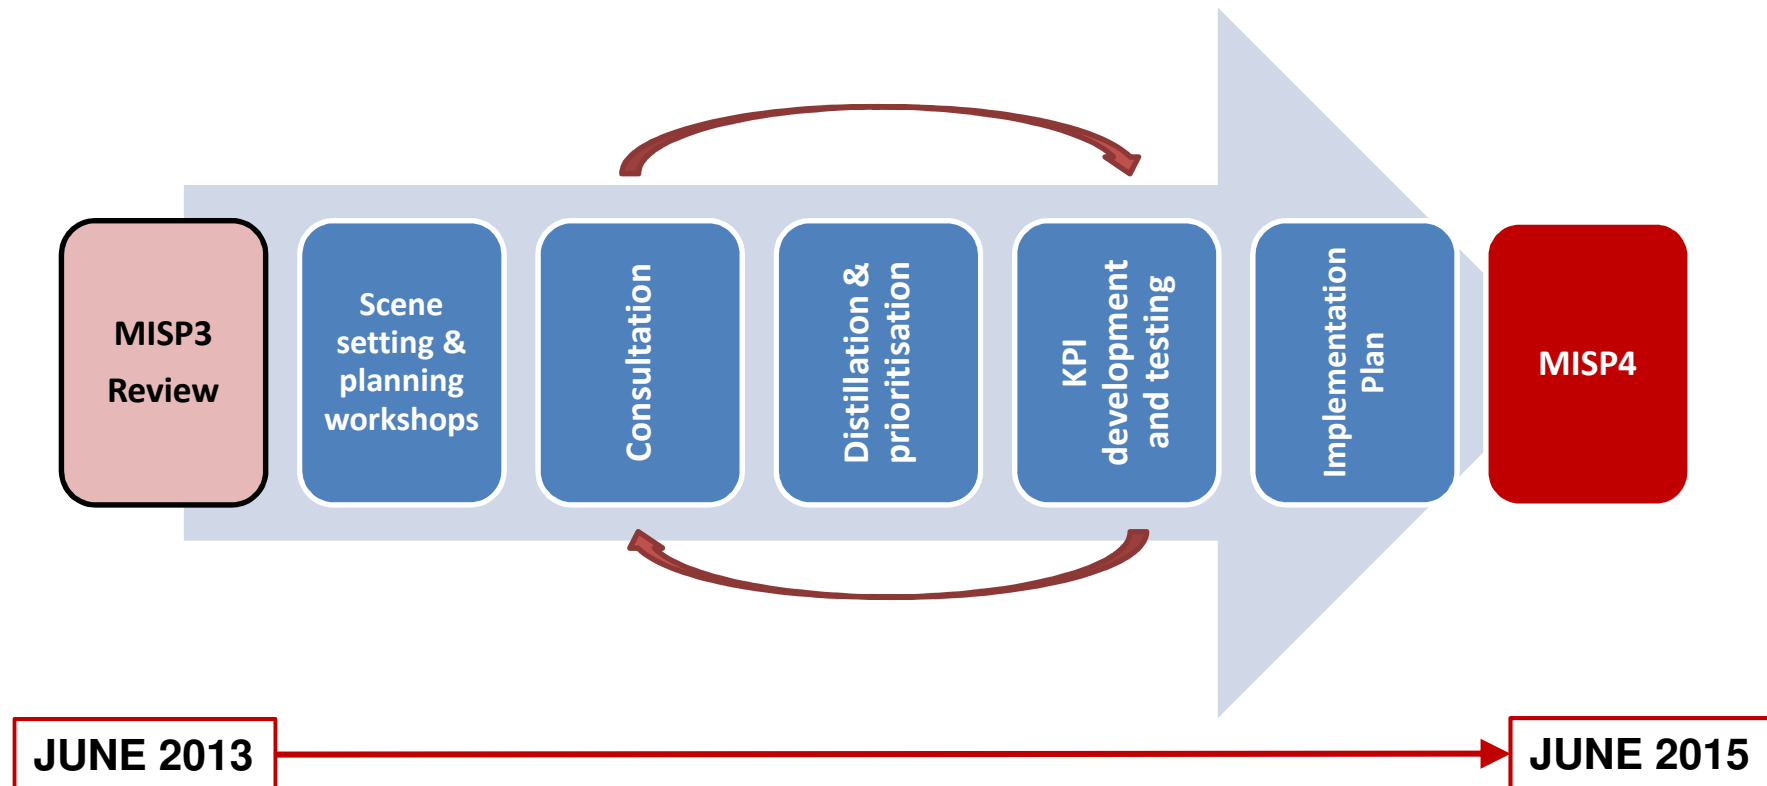 MISP3
Review
Scene
setting &
planning
workshops
Consultation
Distillation &
prioritisation
KPI
development
and testing
Implementation
Plan
MISP4
JUNE 2013
JUNE 2015